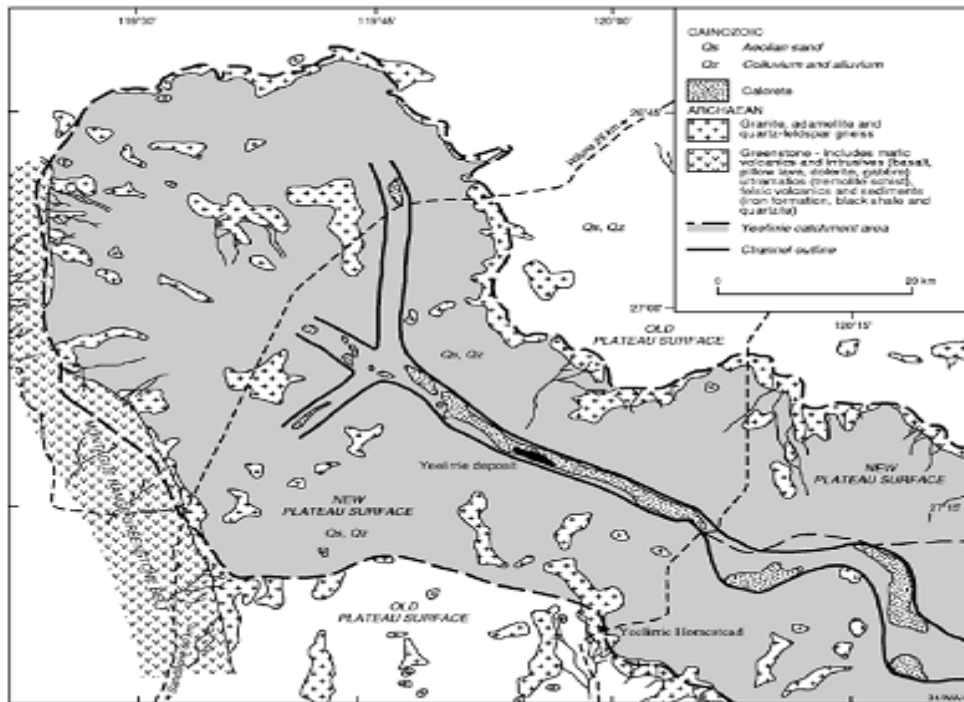 119°30'
119°45'
120°00'
CAINOZOIC
Qs Aeolian sand
Qz Colluvium and alluvium
Calcrete
ARCHAEAN
Granite, adamellite and
quartz-feldspar gneiss
Greenstone - includes mafic
volcanics and intrusives (basalt,
pillow lava, dolerite, gabbro)
ultramafics (tremolite schist),
felsic volcanics and sediments
(iron formation, black shale and
quartzite)
Yeelirrie catchment area
Channel outline
0 20 km
26°45'
Qs, Qz
27°00'
120°15'
OLD
PLATEAU SURFACE
Qs, Qz
Yeelirrie deposit
NEW
PLATEAU SURFACE
NEW
PLATEAU SURFACE
27°15'
Qs, Qz
OLD
PLATEAU SURFACE
Yeelirrie Homestead